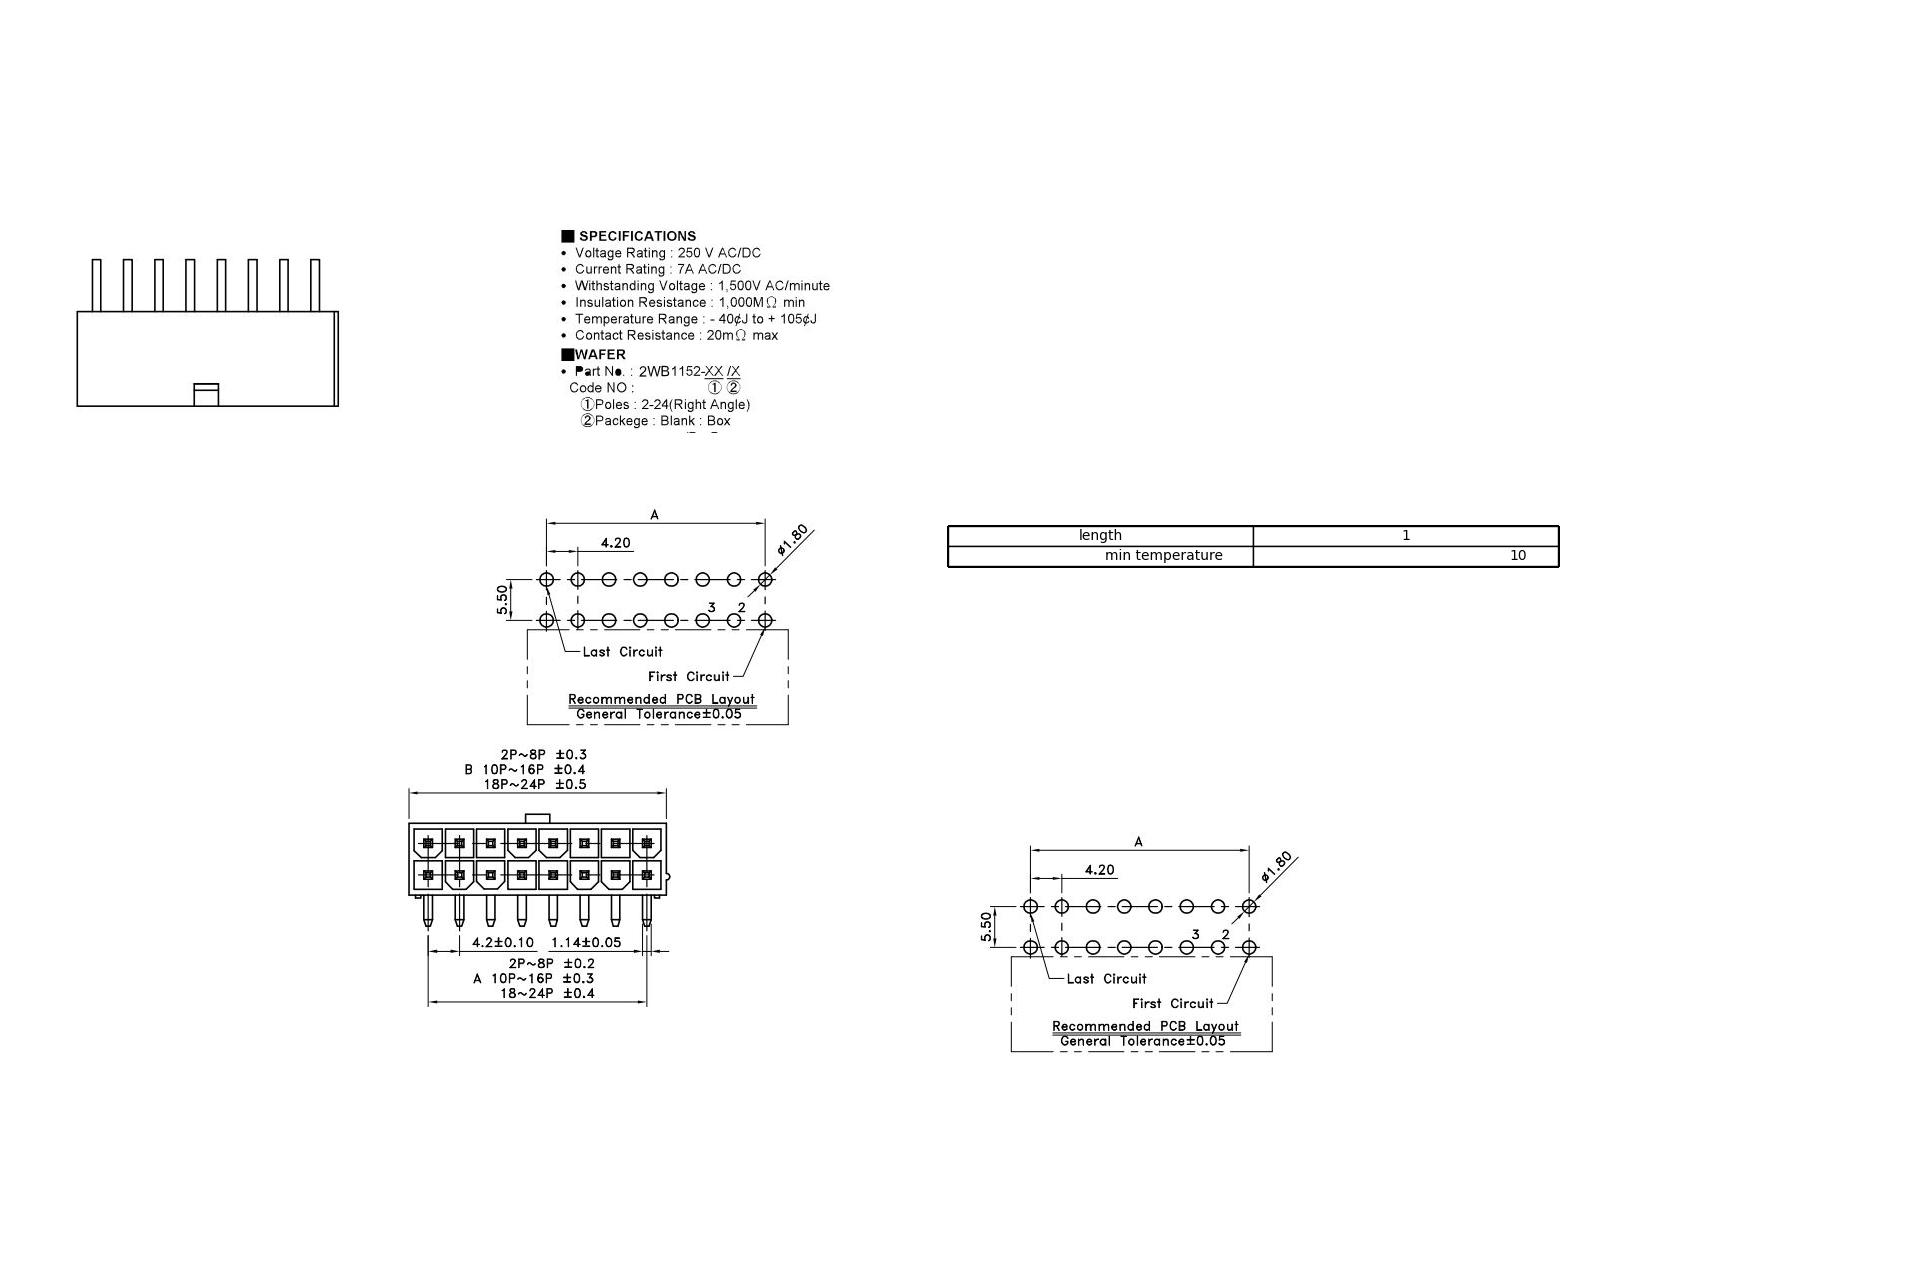 ■ SPECIFICATIONS
• Voltage Rating : 250 V AC/DC
• Current Rating : 7A AC/DC
• Withstanding Voltage : 1,500V AC/minute
• Insulation Resistance : 1,000MΩ min
• Temperature Range : - 40¢J to + 105¢J
• Contact Resistance : 20mΩ max
■WAFER
• Part No. : 2WB1152-XX /X
Code NO : ① ②
①Poles : 2-24(Right Angle)
②Packege : Blank : Box
A
4.20
ø1.80
5.50
3 2
Last Circuit
First Circuit
Recommended PCB Layout
General Tolerance±0.05
length 1
min temperature 10
2P~8P ±0.3
B 10P~16P ±0.4
18P~24P ±0.5
4.2±0.10 1.14±0.05
2P~8P ±0.2
A 10P~16P ±0.3
18~24P ±0.4
A
4.20
ø1.80
5.50
3 2
Last Circuit
First Circuit
Recommended PCB Layout
General Tolerance±0.05